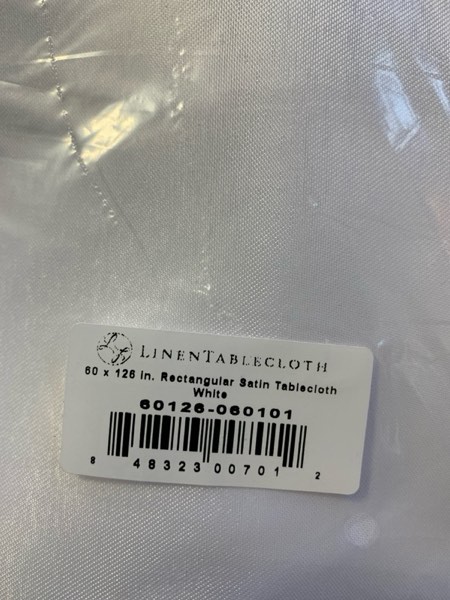 LINENTABLECLOTH
60 x 126 in. Rectangular Satin Tablecloth
White
60126-060101
8 48323 00701 2